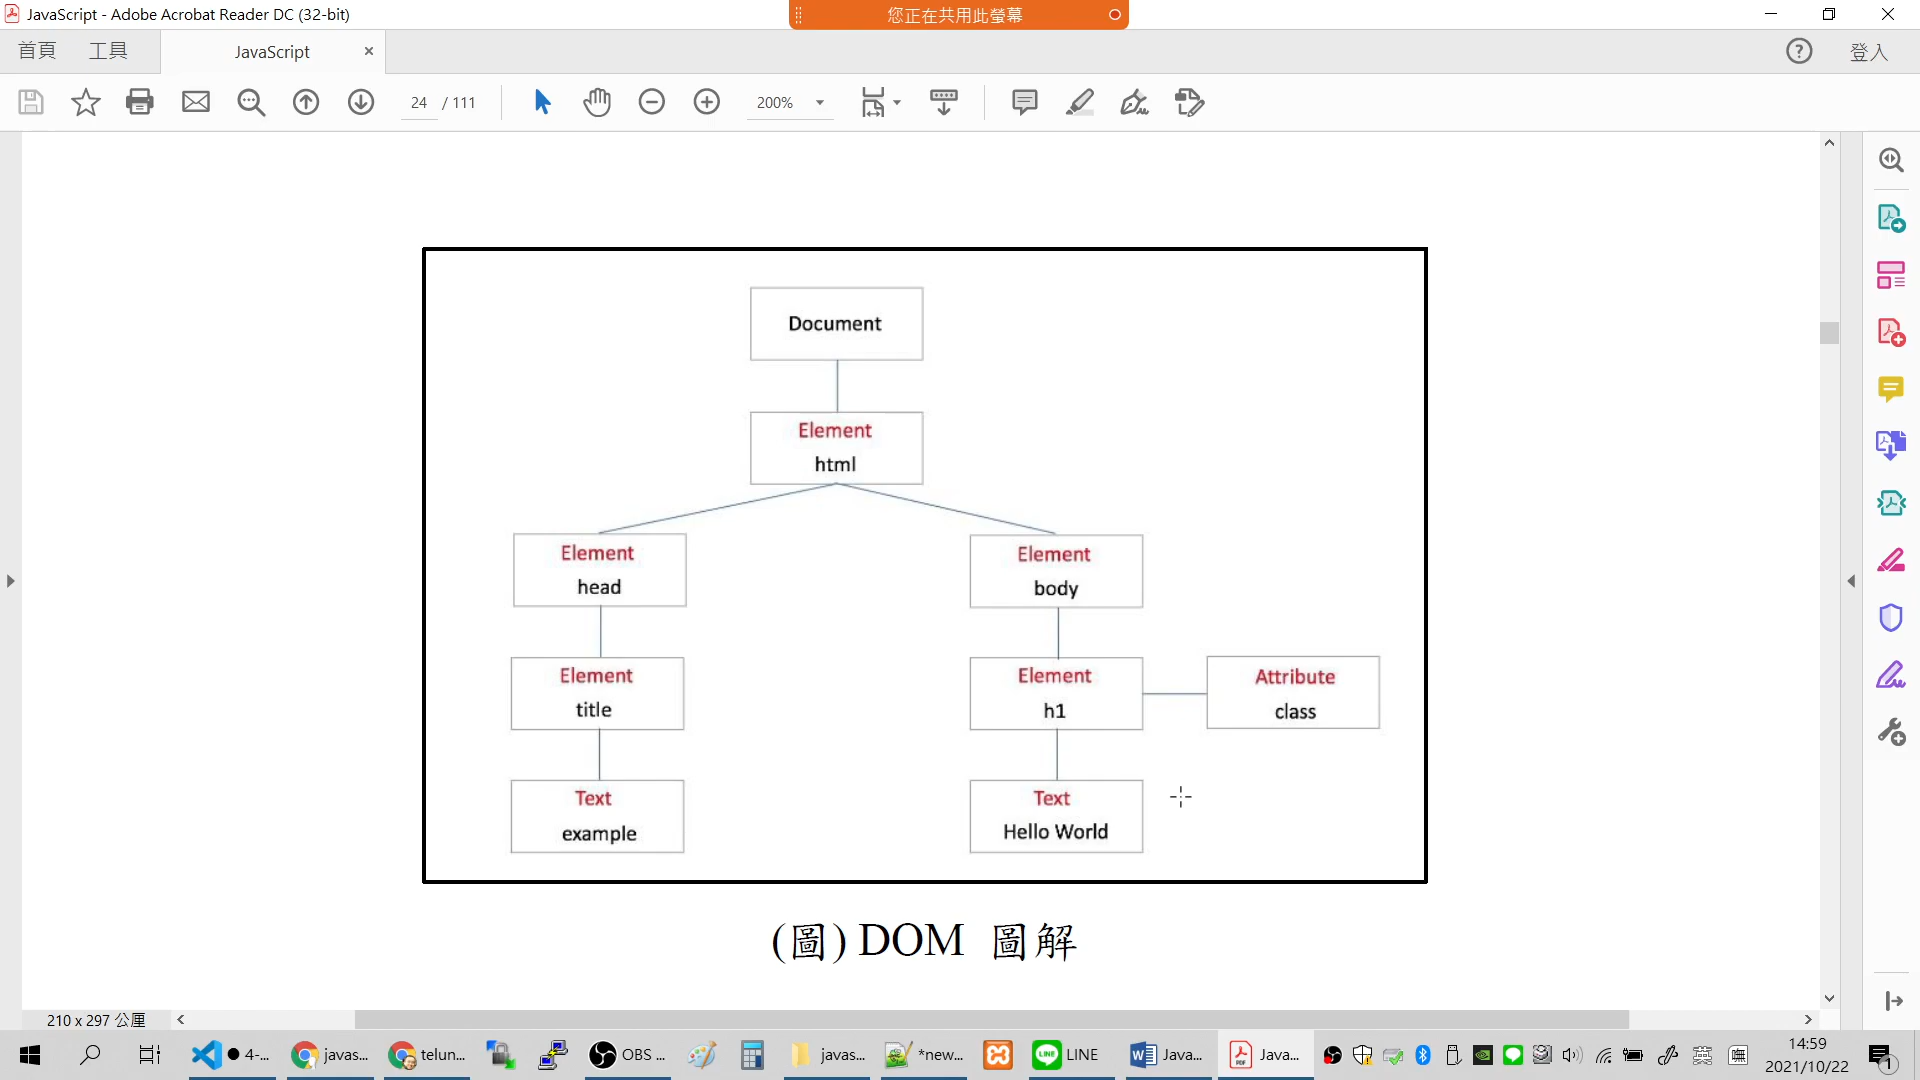 JavaScript - Adobe Acrobat Reader DC (32-bit)
您正在共用此螢幕
首頁
工具
JavaScript
登入
24
/ 111
200%
Document
Element
html
Element
head
Element
body
Element
title
Element
h1
Attribute
class
Text
example
Text
Hello World
(圖) DOM 圖解
210 x 297 公厘
4-...
javas...
telun...
OBS ...
javas...
*new...
LINE
Java...
Java...
英
14:59
2021/10/22
1